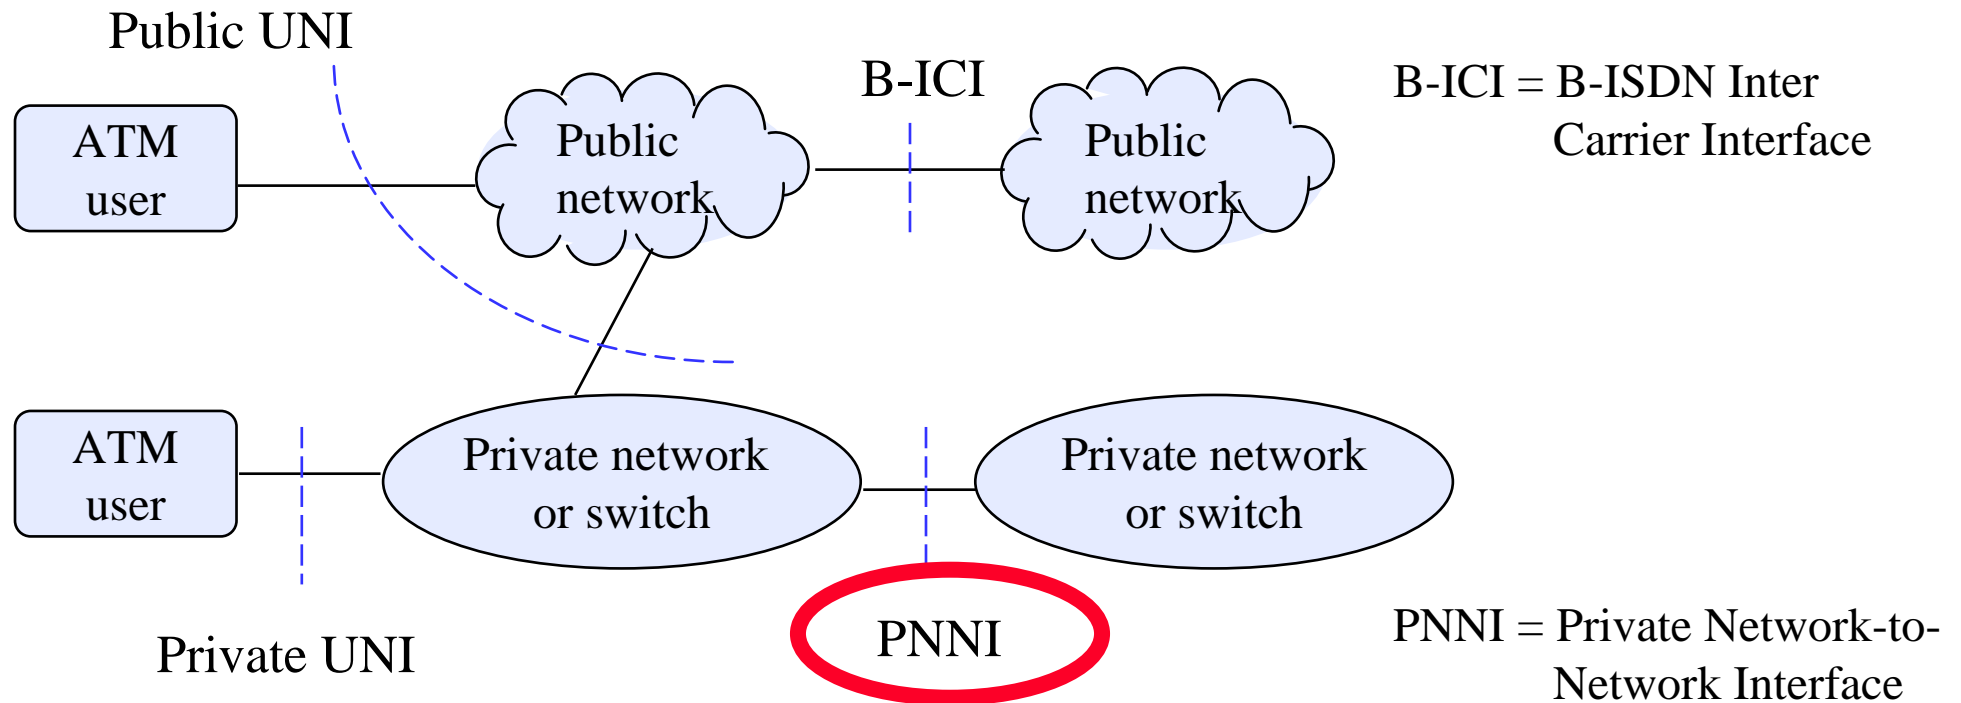 Public UNI
ATM
user
Public
network
B-ICI
Public
network
B-ICI = B-ISDN Inter
Carrier Interface
ATM
user
Private network
or switch
Private network
or switch
Private UNI
PNNI
PNNI = Private Network-to-
Network Interface